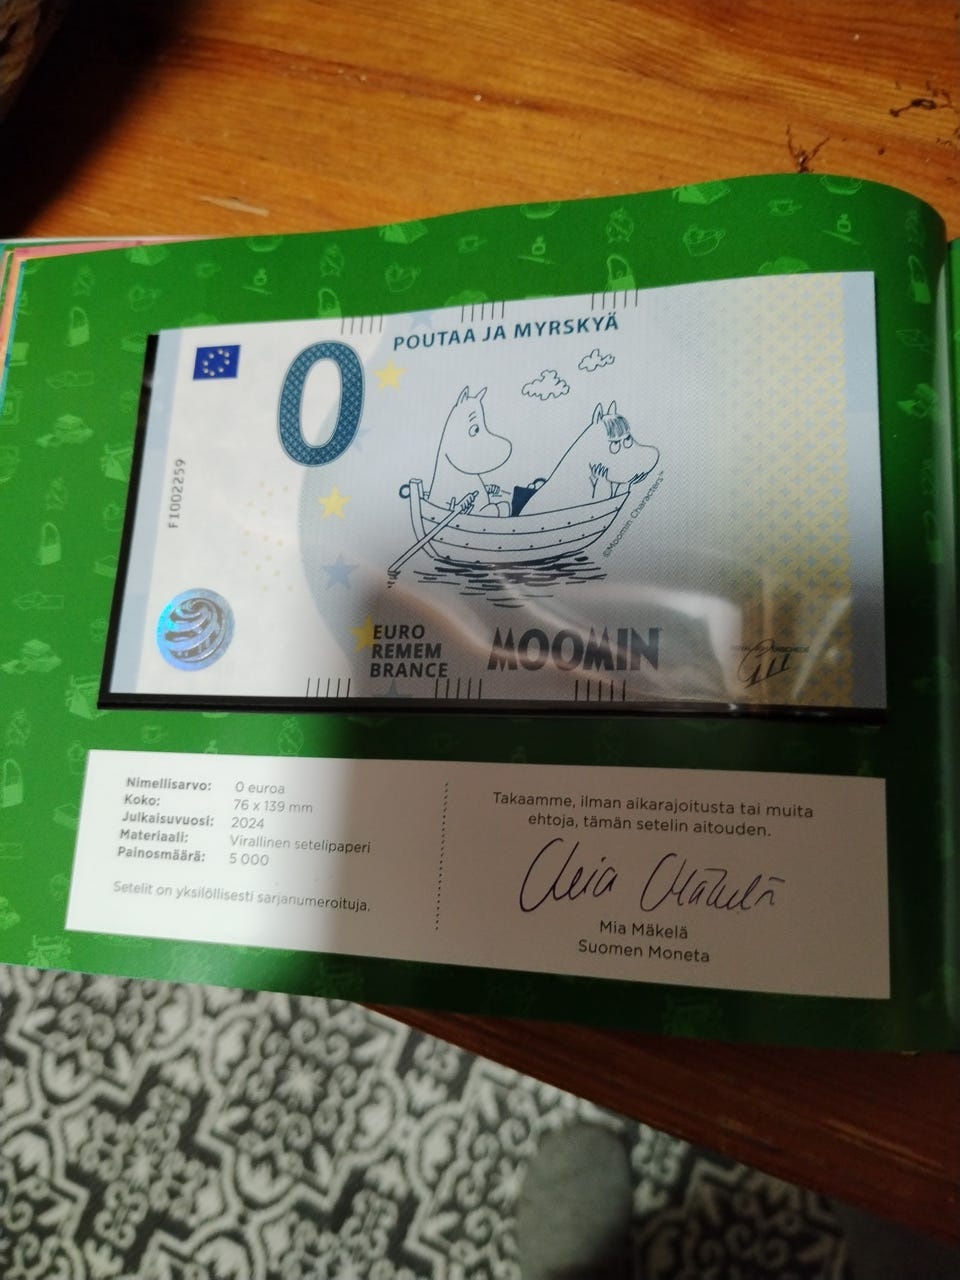 POUTAA JA MYRSKYÄ
0
F1002259
©Moomin Characters™
EURO
REMEM
BRANCE
MOOMIN
Nimellisarvo: 0 euroa
Koko: 76 x 139 mm
Julkaisuvuosi: 2024
Materiaali: Virallinen setelipaperi
Painosmäärä: 5 000
Setelit on yksilöllisesti sarjanumeroituja.
Takaamme, ilman aikarajoitusta tai muita
ehtoja, tämän setelin aitouden.
Mia Mäkelä
Mia Mäkelä
Suomen Moneta